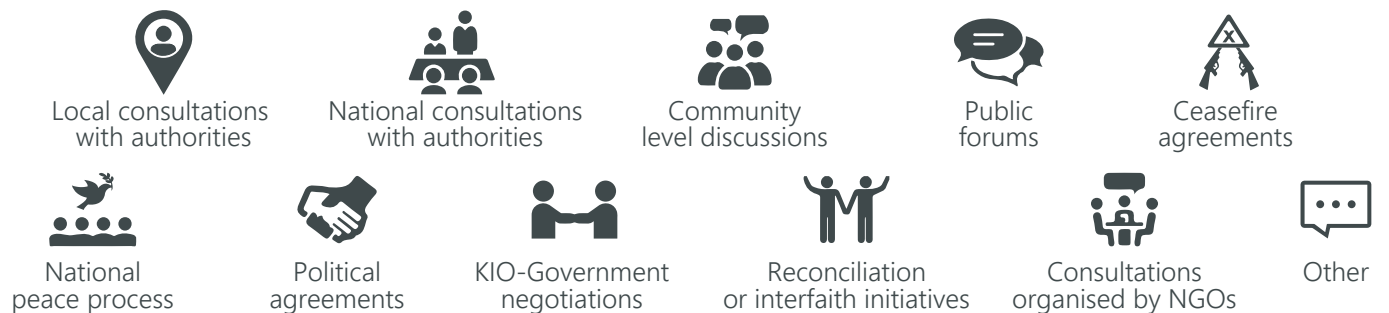 Local consultations
with authorities
National consultations
with authorities
Community
level discussions
Public
forums
X
Ceasefire
agreements
National
peace process
Political
agreements
KIO-Government
negotiations
Reconciliation
or interfaith initiatives
Consultations
organised by NGOs
Other